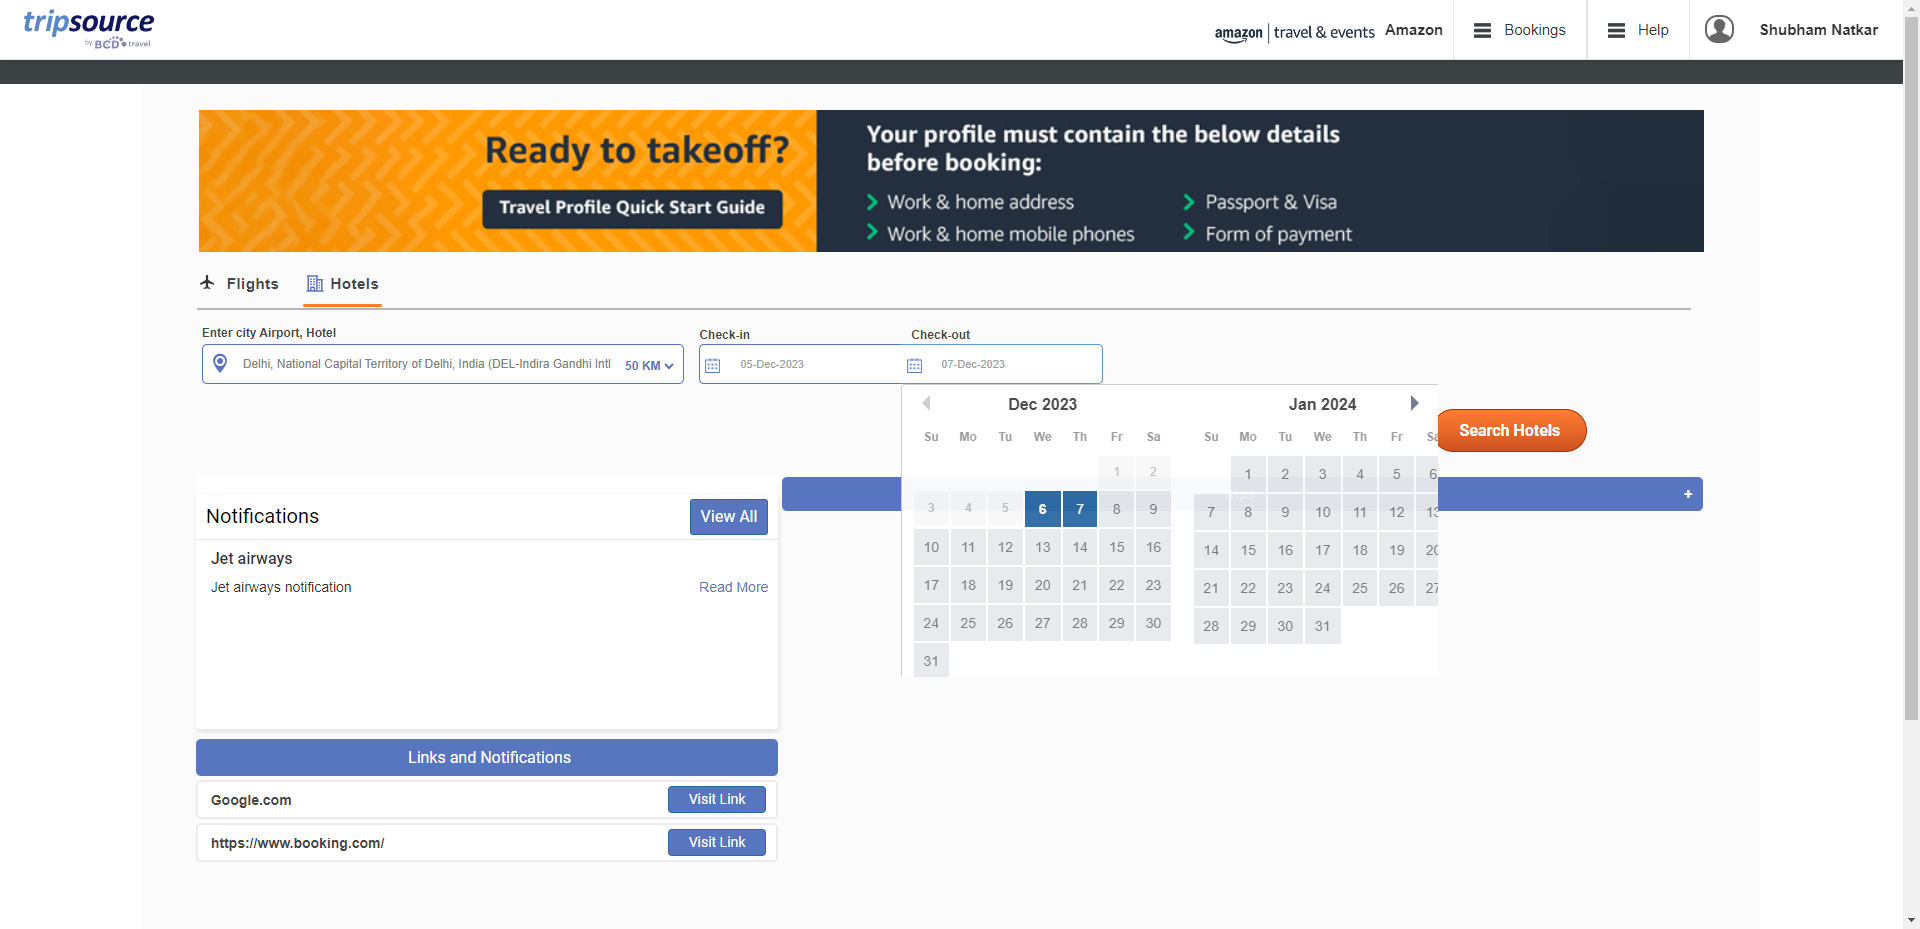 tripsource
by BCD travel
amazon | travel & events Amazon
Bookings
Help
Shubham Natkar
Ready to takeoff?
Travel Profile Quick Start Guide
Your profile must contain the below details
before booking:
Work & home address
Passport & Visa
Work & home mobile phones
Form of payment
Flights
Hotels
Enter city Airport, Hotel
Check-in
Check-out
Delhi, National Capital Territory of Delhi, India (DEL-Indira Gandhi Intl
50 KM
05-Dec-2023
07-Dec-2023
Dec 2023
Su Mo Tu We Th Fr Sa
1 2
3 4 5 6 7 8 9
10 11 12 13 14 15 16
17 18 19 20 21 22 23
24 25 26 27 28 29 30
31
Jan 2024
Su Mo Tu We Th Fr Sa
1 2 3 4 5 6
7 8 9 10 11 12 13
14 15 16 17 18 19 20
21 22 23 24 25 26 27
28 29 30 31
Search Hotels
+
Notifications
View All
Jet airways
Jet airways notification
Read More
Links and Notifications
Google.com
Visit Link
https://www.booking.com/
Visit Link